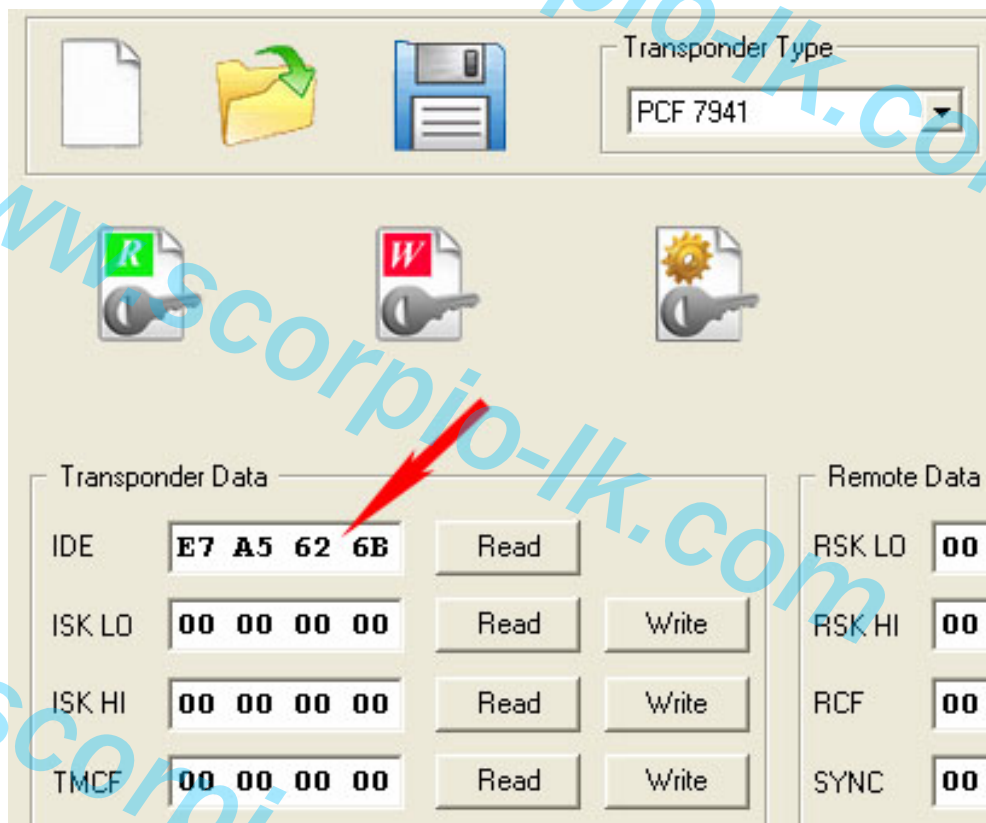 Transponder Type
PCF 7941
R
W
Transponder Data
Remote Data
IDE E7 A5 62 6B Read
RSK LO 00
ISK LO 00 00 00 00 Read Write
RSK HI 00
ISK HI 00 00 00 00 Read Write
RCF 00
TMCF 00 00 00 00 Read Write
SYNC 00
www.scorpio-lk.com